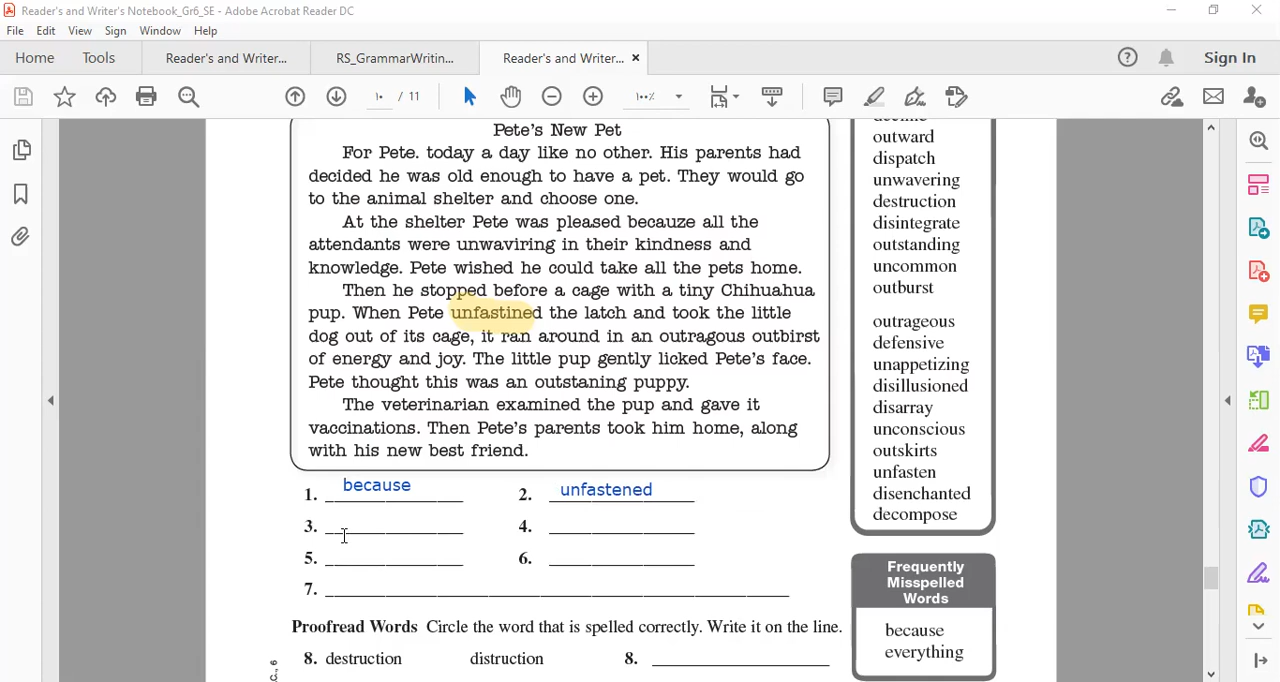 Reader's and Writer's Notebook_Gr6_SE - Adobe Acrobat Reader DC
File Edit View Sign Window Help
Home Tools Reader's and Writer... RS_GrammarWritin... Reader's and Writer... ×
Sign In
١٠ / 11
١٠٠٪
Pete's New Pet
For Pete. today a day like no other. His parents had
decided he was old enough to have a pet. They would go
to the animal shelter and choose one.
At the shelter Pete was pleased becauze all the
attendants were unwaviring in their kindness and
knowledge. Pete wished he could take all the pets home.
Then he stopped before a cage with a tiny Chihuahua
pup. When Pete unfastined the latch and took the little
dog out of its cage, it ran around in an outragous outbirst
of energy and joy. The little pup gently licked Pete's face.
Pete thought this was an outstaning puppy.
The veterinarian examined the pup and gave it
vaccinations. Then Pete's parents took him home, along
with his new best friend.
1. because 2. unfastened
3. 4.
5. 6.
7.
Proofread Words Circle the word that is spelled correctly. Write it on the line.
8. destruction distruction 8.
outward
dispatch
unwavering
destruction
disintegrate
outstanding
uncommon
outburst
outrageous
defensive
unappetizing
disillusioned
disarray
unconscious
outskirts
unfasten
disenchanted
decompose
Frequently
Misspelled
Words
because
everything